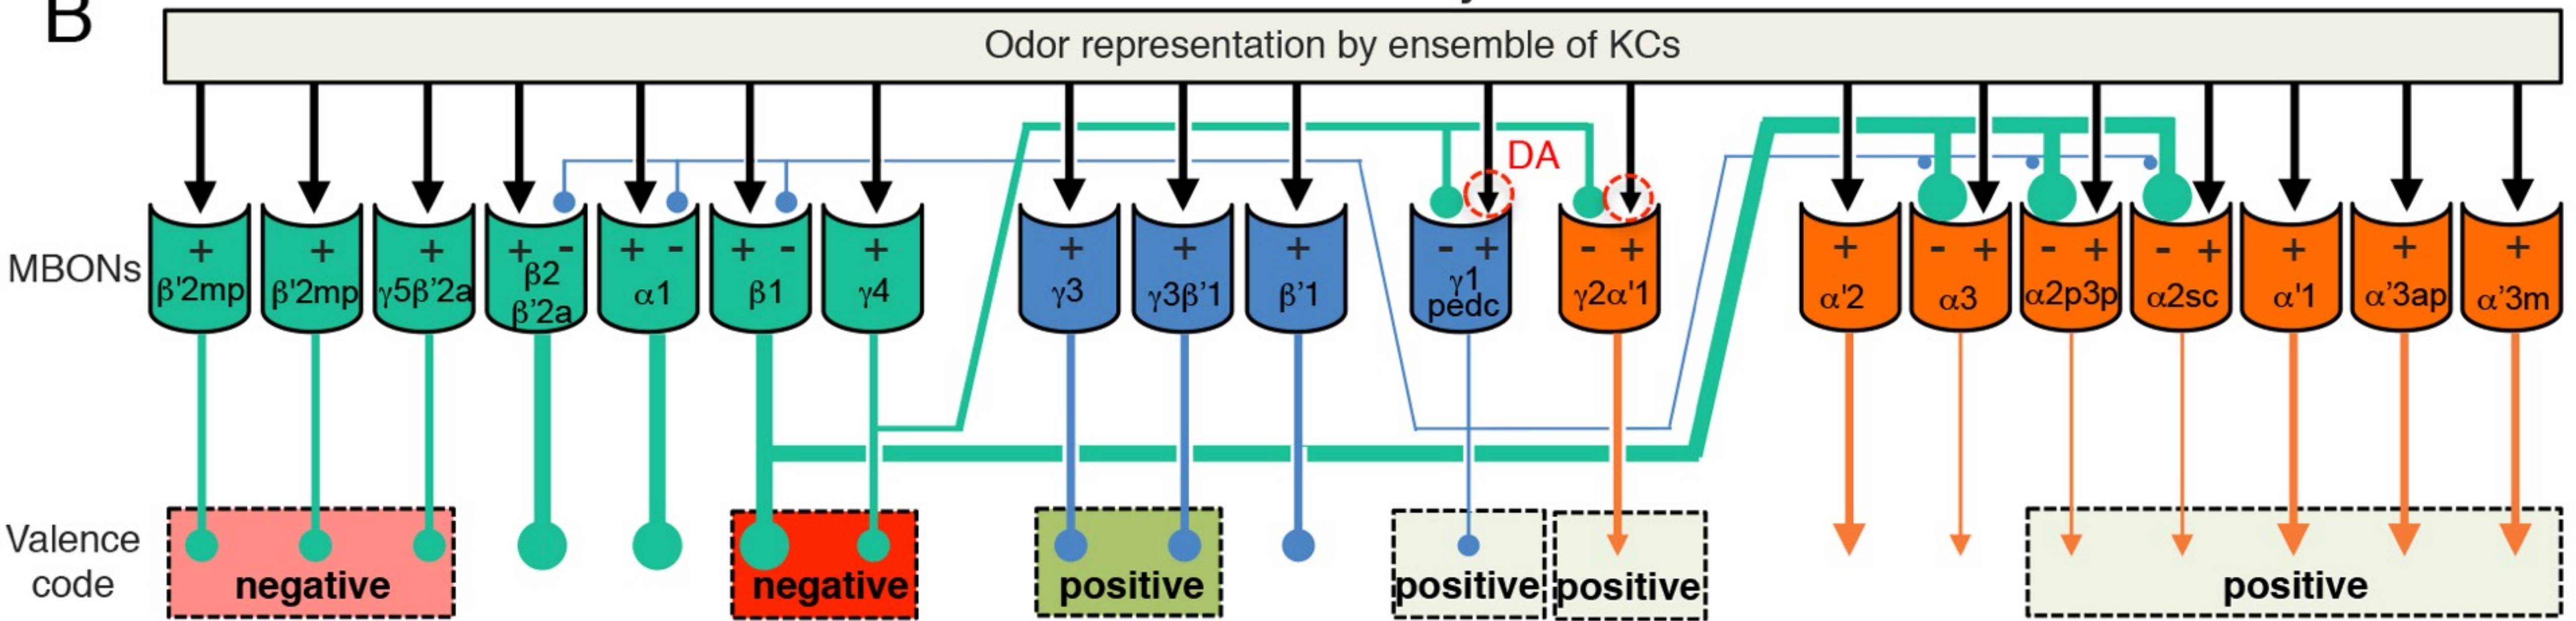 B
Odor representation by ensemble of KCs
DA
MBONs
+ + + + - + - + - + + + + - + - + + - + - + - + + + +
β'2mp β'2mp γ5β'2a β2 β'2a α1 β1 γ4 γ3 γ3β'1 β'1 γ1 pedc γ2α'1 α'2 α3 α2p3p α2sc α'1 α'3ap α'3m
Valence
code
negative negative positive positive positive positive